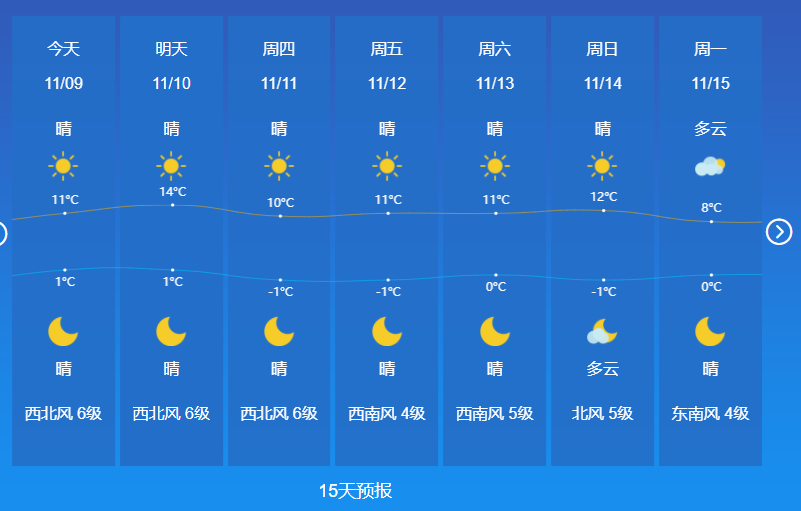 今天 明天 周四 周五 周六 周日 周一
11/09 11/10 11/11 11/12 11/13 11/14 11/15
晴 晴 晴 晴 晴 晴 多云
11°C 14°C 10°C 11°C 11°C 12°C 8°C
1°C 1°C -1°C -1°C 0°C -1°C 0°C
晴 晴 晴 晴 晴 多云 晴
西北风 6级 西北风 6级 西北风 6级 西南风 4级 西南风 5级 北风 5级 东南风 4级
15天预报